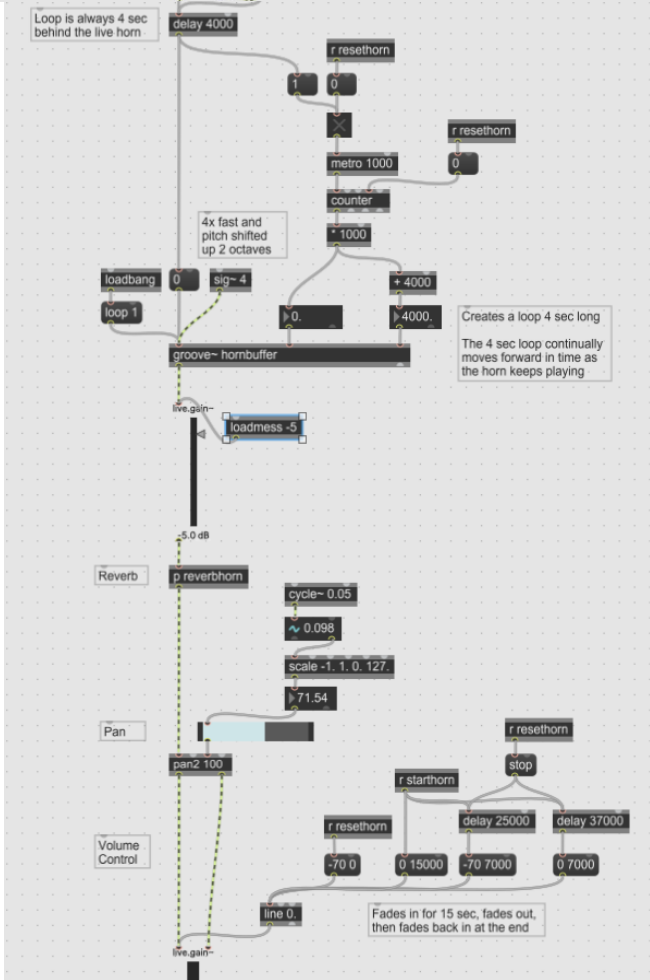 Loop is always 4 sec
behind the live horn
delay 4000
r resethorn
1
0
r resethorn
metro 1000
0
counter
4x fast and
pitch shifted
up 2 octaves
* 1000
loadbang
0
sig~ 4
+ 4000
loop 1
0.
4000.
Creates a loop 4 sec long
The 4 sec loop continually
moves forward in time as
the horn keeps playing
groove~ hornbuffer
live.gain~
loadmess -5
-5.0 dB
Reverb
p reverbhorn
cycle~ 0.05
0.098
scale -1. 1. 0. 127.
71.54
Pan
r resethorn
pan2 100
stop
r starthorn
r resethorn
delay 25000
delay 37000
Volume
Control
-70 0
0 15000
-70 7000
0 7000
line 0.
Fades in for 15 sec, fades out,
then fades back in at the end
live.gain~